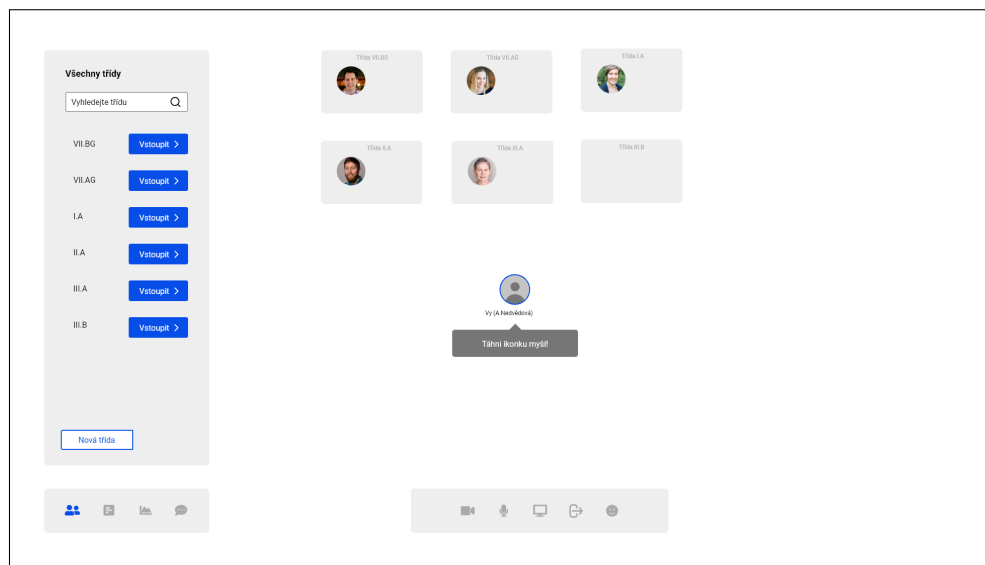 Všechny třídy
Vyhledejte třídu
VII.BG
Vstoupit
VII.AG
Vstoupit
I.A
Vstoupit
II.A
Vstoupit
III.A
Vstoupit
III.B
Vstoupit
Nová třída
Třída VII.BG
Třída VII.AG
Třída I.A
Třída II.A
Třída III.A
Třída III.B
Vy (A.Nedvědová)
Táhni ikonku myší!